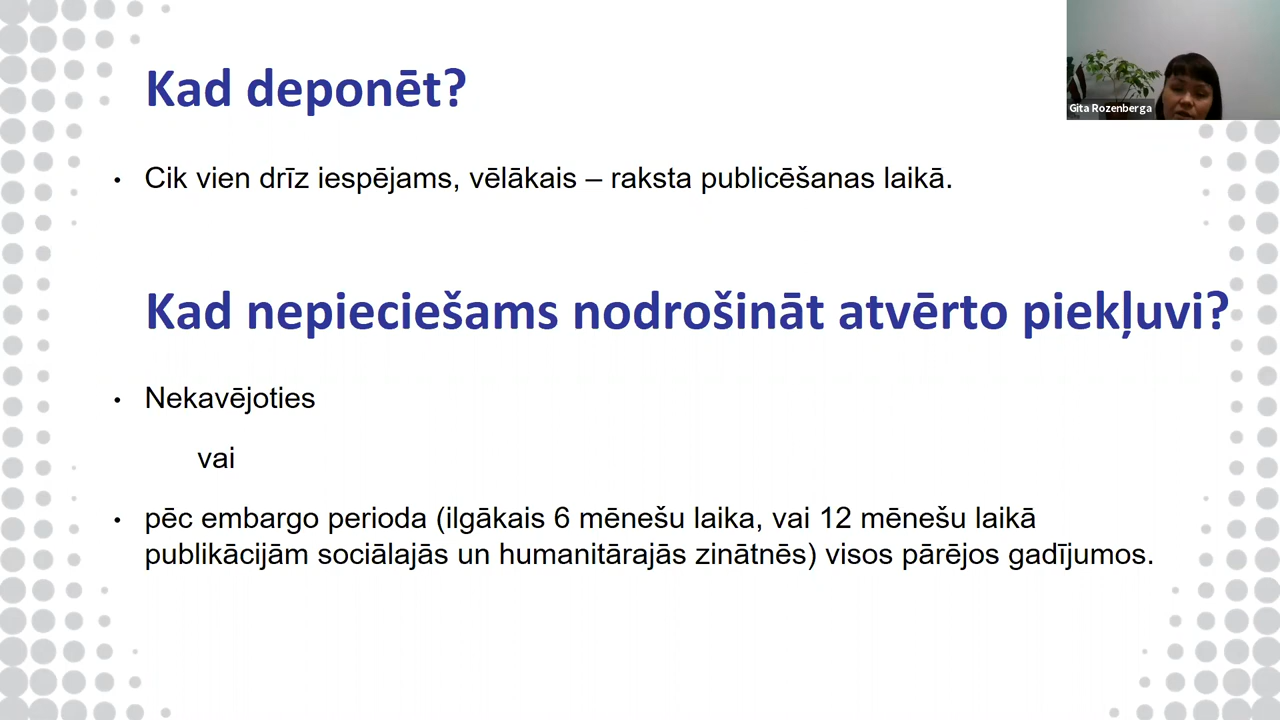 Kad deponēt?
Gita Rozenberga
• Cik vien drīz iespējams, vēlākais – raksta publicēšanas laikā.
Kad nepieciešams nodrošināt atvērto piekļuvi?
• Nekavējoties
vai
• pēc embargo perioda (ilgākais 6 mēnešu laika, vai 12 mēnešu laikā
publikācijām sociālajās un humanitārajās zinātnēs) visos pārējos gadījumos.